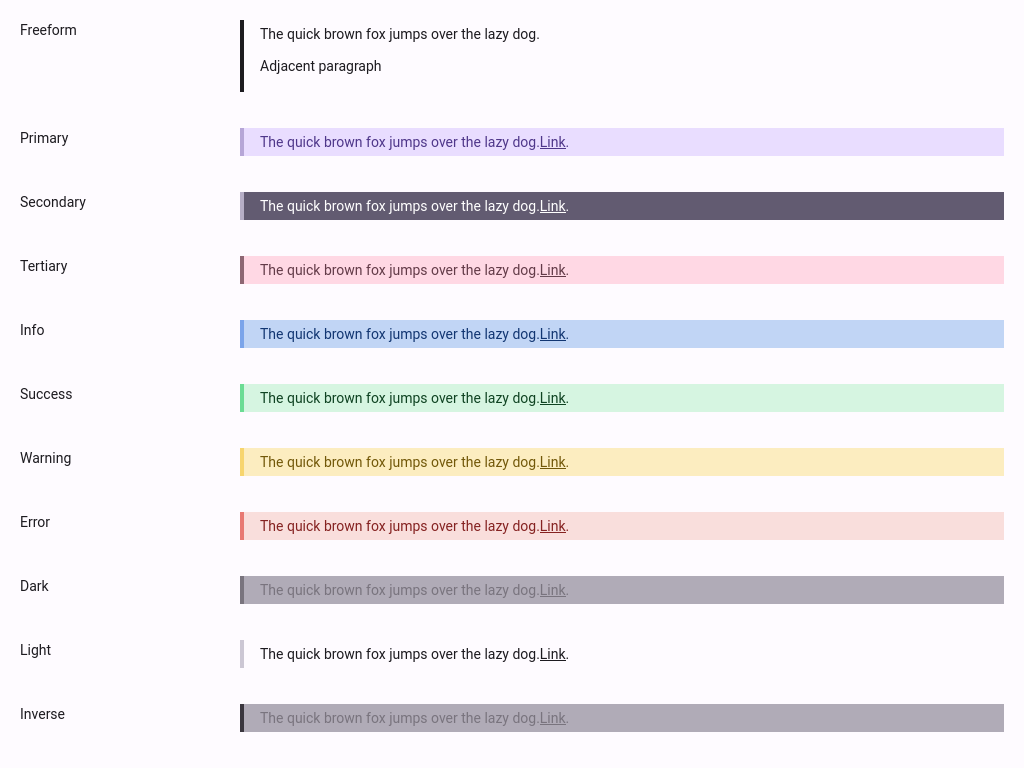 Freeform
The quick brown fox jumps over the lazy dog.
Adjacent paragraph
Primary
The quick brown fox jumps over the lazy dog.Link.
Secondary
The quick brown fox jumps over the lazy dog.Link.
Tertiary
The quick brown fox jumps over the lazy dog.Link.
Info
The quick brown fox jumps over the lazy dog.Link.
Success
The quick brown fox jumps over the lazy dog.Link.
Warning
The quick brown fox jumps over the lazy dog.Link.
Error
The quick brown fox jumps over the lazy dog.Link.
Dark
The quick brown fox jumps over the lazy dog.Link.
Light
The quick brown fox jumps over the lazy dog.Link.
Inverse
The quick brown fox jumps over the lazy dog.Link.